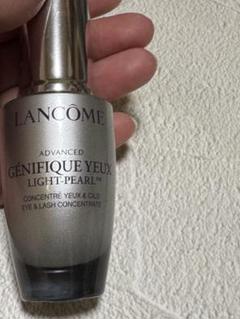 LANCÔME
ADVANCED
GÉNIFIQUE YEUX
LIGHT-PEARL™
CONCENTRÉ YEUX & CILS
EYE & LASH CONCENTRATE